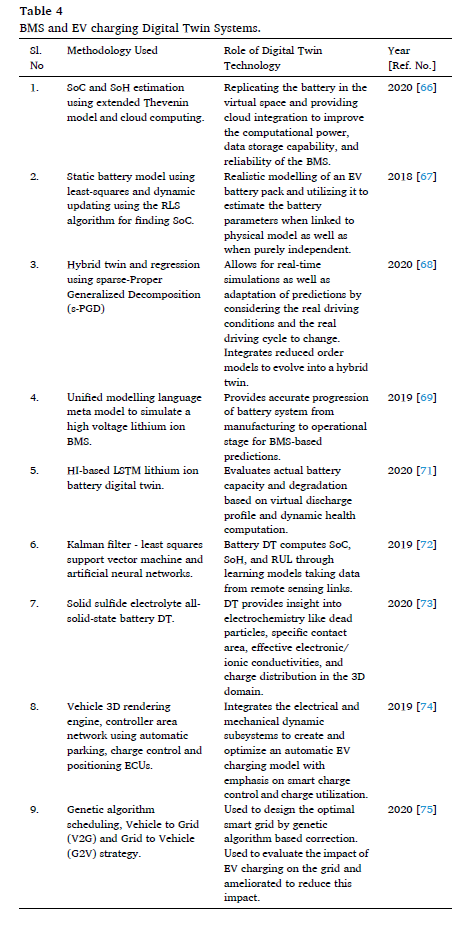 Table 4
BMS and EV charging Digital Twin Systems.
Sl. No
Methodology Used
Role of Digital Twin Technology
Year [Ref. No.]
1.
SoC and SoH estimation
using extended Thevenin
model and cloud computing.
Replicating the battery in the
virtual space and providing
cloud integration to improve
the computational power,
data storage capability, and
reliability of the BMS.
2020 [66]
2.
Static battery model using
least-squares and dynamic
updating using the RLS
algorithm for finding SoC.
Realistic modelling of an EV
battery pack and utilizing it to
estimate the battery
parameters when linked to
physical model as well as
when purely independent.
2018 [67]
3.
Hybrid twin and regression
using sparse-Proper
Generalized Decomposition
(s-PGD)
Allows for real-time
simulations as well as
adaptation of predictions by
considering the real driving
conditions and the real
driving cycle to change.
Integrates reduced order
models to evolve into a hybrid
twin.
2020 [68]
4.
Unified modelling language
meta model to simulate a
high voltage lithium ion
BMS.
Provides accurate progression
of battery system from
manufacturing to operational
stage for BMS-based
predictions.
2019 [69]
5.
HI-based LSTM lithium ion
battery digital twin.
Evaluates actual battery
capacity and degradation
based on virtual discharge
profile and dynamic health
computation.
2020 [71]
6.
Kalman filter - least squares
support vector machine and
artificial neural networks.
Battery DT computes SoC,
SoH, and RUL through
learning models taking data
from remote sensing links.
2019 [72]
7.
Solid sulfide electrolyte all-
solid-state battery DT.
DT provides insight into
electrochemistry like dead
particles, specific contact
area, effective electronic/
ionic conductivities, and
charge distribution in the 3D
domain.
2020 [73]
8.
Vehicle 3D rendering
engine, controller area
network using automatic
parking, charge control and
positioning ECUs.
Integrates the electrical and
mechanical dynamic
subsystems to create and
optimize an automatic EV
charging model with
emphasis on smart charge
control and charge utilization.
2019 [74]
9.
Genetic algorithm
scheduling, Vehicle to Grid
(V2G) and Grid to Vehicle
(G2V) strategy.
Used to design the optimal
smart grid by genetic
algorithm based correction.
Used to evaluate the impact of
EV charging on the grid and
ameliorated to reduce this
impact.
2020 [75]